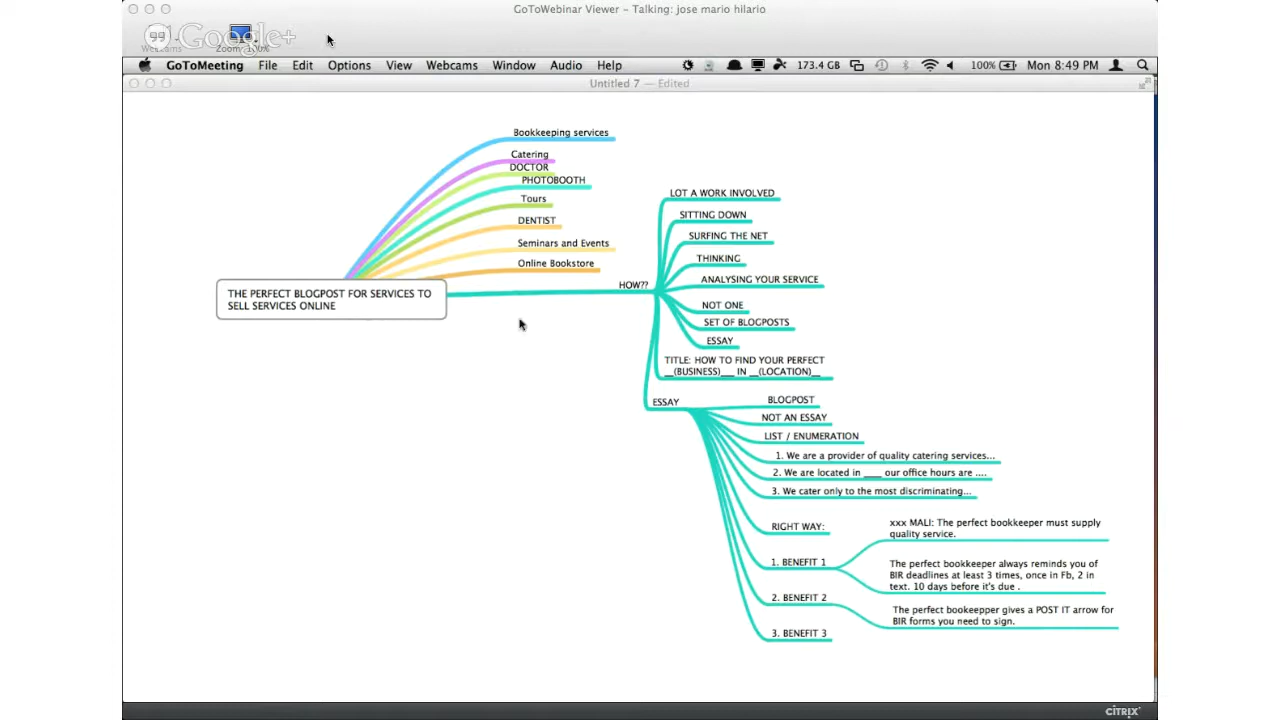 GoToWebinar Viewer - Talking: jose mario hilario
Google+
Webcams
Zoom 100%
GoToMeeting File Edit Options View Webcams Window Audio Help 173.4 GB 100% Mon 8:49 PM
Untitled 7 — Edited
Bookkeeping services
Catering
DOCTOR
PHOTOBOOTH
Tours
DENTIST
Seminars and Events
Online Bookstore
THE PERFECT BLOGPOST FOR SERVICES TO
SELL SERVICES ONLINE
HOW??
LOT A WORK INVOLVED
SITTING DOWN
SURFING THE NET
THINKING
ANALYSING YOUR SERVICE
NOT ONE
SET OF BLOGPOSTS
ESSAY
TITLE: HOW TO FIND YOUR PERFECT
__(BUSINESS)___ IN __(LOCATION)__
ESSAY
BLOGPOST
NOT AN ESSAY
LIST / ENUMERATION
1. We are a provider of quality catering services...
2. We are located in ____ our office hours are ....
3. We cater only to the most discriminating...
RIGHT WAY:
1. BENEFIT 1
xxx MALI: The perfect bookkeeper must supply
quality service.
The perfect bookkeeper always reminds you of
BIR deadlines at least 3 times, once in Fb, 2 in
text. 10 days before it's due .
2. BENEFIT 2
The perfect bookeepper gives a POST IT arrow for
BIR forms you need to sign.
3. BENEFIT 3
CITRIX